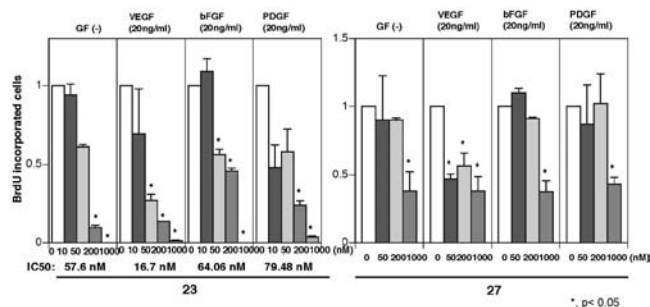 GF (-)
VEGF
(20ng/ml)
bFGF
(20ng/ml)
PDGF
(20ng/ml)
BrdU incorporated cells
1
0.5
0
*
*
*
*
*
*
*
*
*
*
0 10 50 2001000
0 10 50 2001000
0 10 50 2001000
0 10 50 2001000 (nM)
IC50: 57.6 nM 16.7 nM 64.06 nM 79.48 nM
23
GF (-)
VEGF
(20ng/ml)
bFGF
(20ng/ml)
PDGF
(20ng/ml)
1.5
1
0.5
0
*
*
*
*
*
*
0 50 2001000
0 50 2001000
0 50 2001000
0 50 2001000 (nM)
27
*, p< 0.05